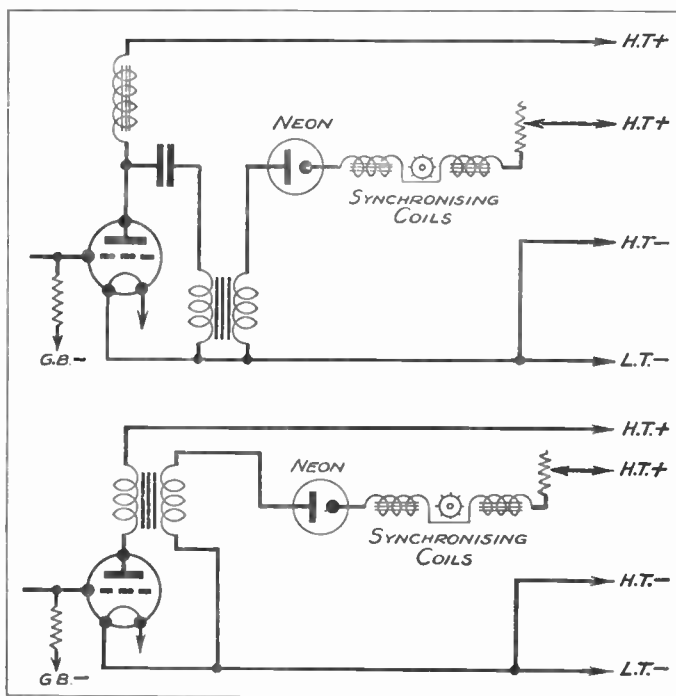 H.T+
H.T+
NEON
SYNCHRONISING
COILS
H.T-
G.B.-
L.T.-
H.T.+
H.T.+
NEON
SYNCHRONISING
COILS
H.T.-
G.B.-
L.T.-